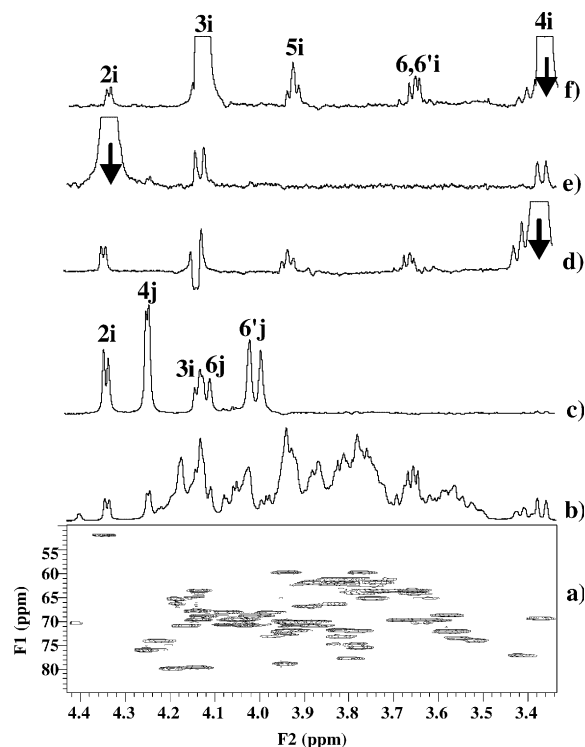 3i
4i
5i
2i
6,6'i
f)
e)
d)
4j
2i
6'j
3i
6j
c)
b)
50
60
65
70
75
80
F1 (ppm)
a)
4.4 4.3 4.2 4.1 4.0 3.9 3.8 3.7 3.6 3.5 3.4
F2 (ppm)